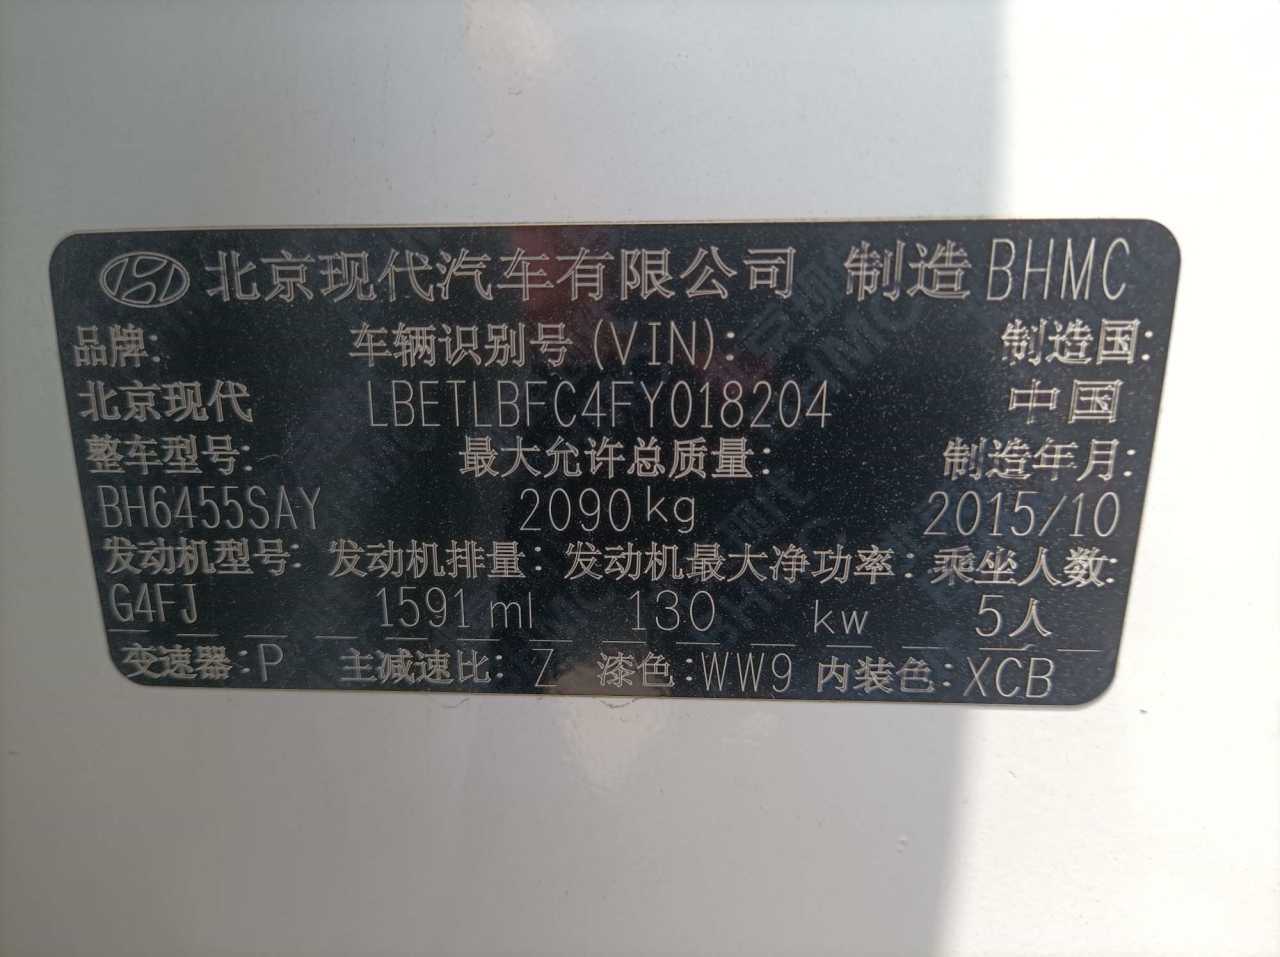 北京现代汽车有限公司 制造 BHMC
品牌: 车辆识别号(VIN): 制造国:
北京现代 LBETLBFC4FY018204 中国
整车型号: 最大允许总质量: 制造年月:
BH6455SAY 2090kg 2015/10
发动机型号: 发动机排量: 发动机最大净功率: 乘坐人数:
G4FJ 1591ml 130 kw 5人
变速器: P 主减速比: Z 漆色: WW9 内装色: XCB